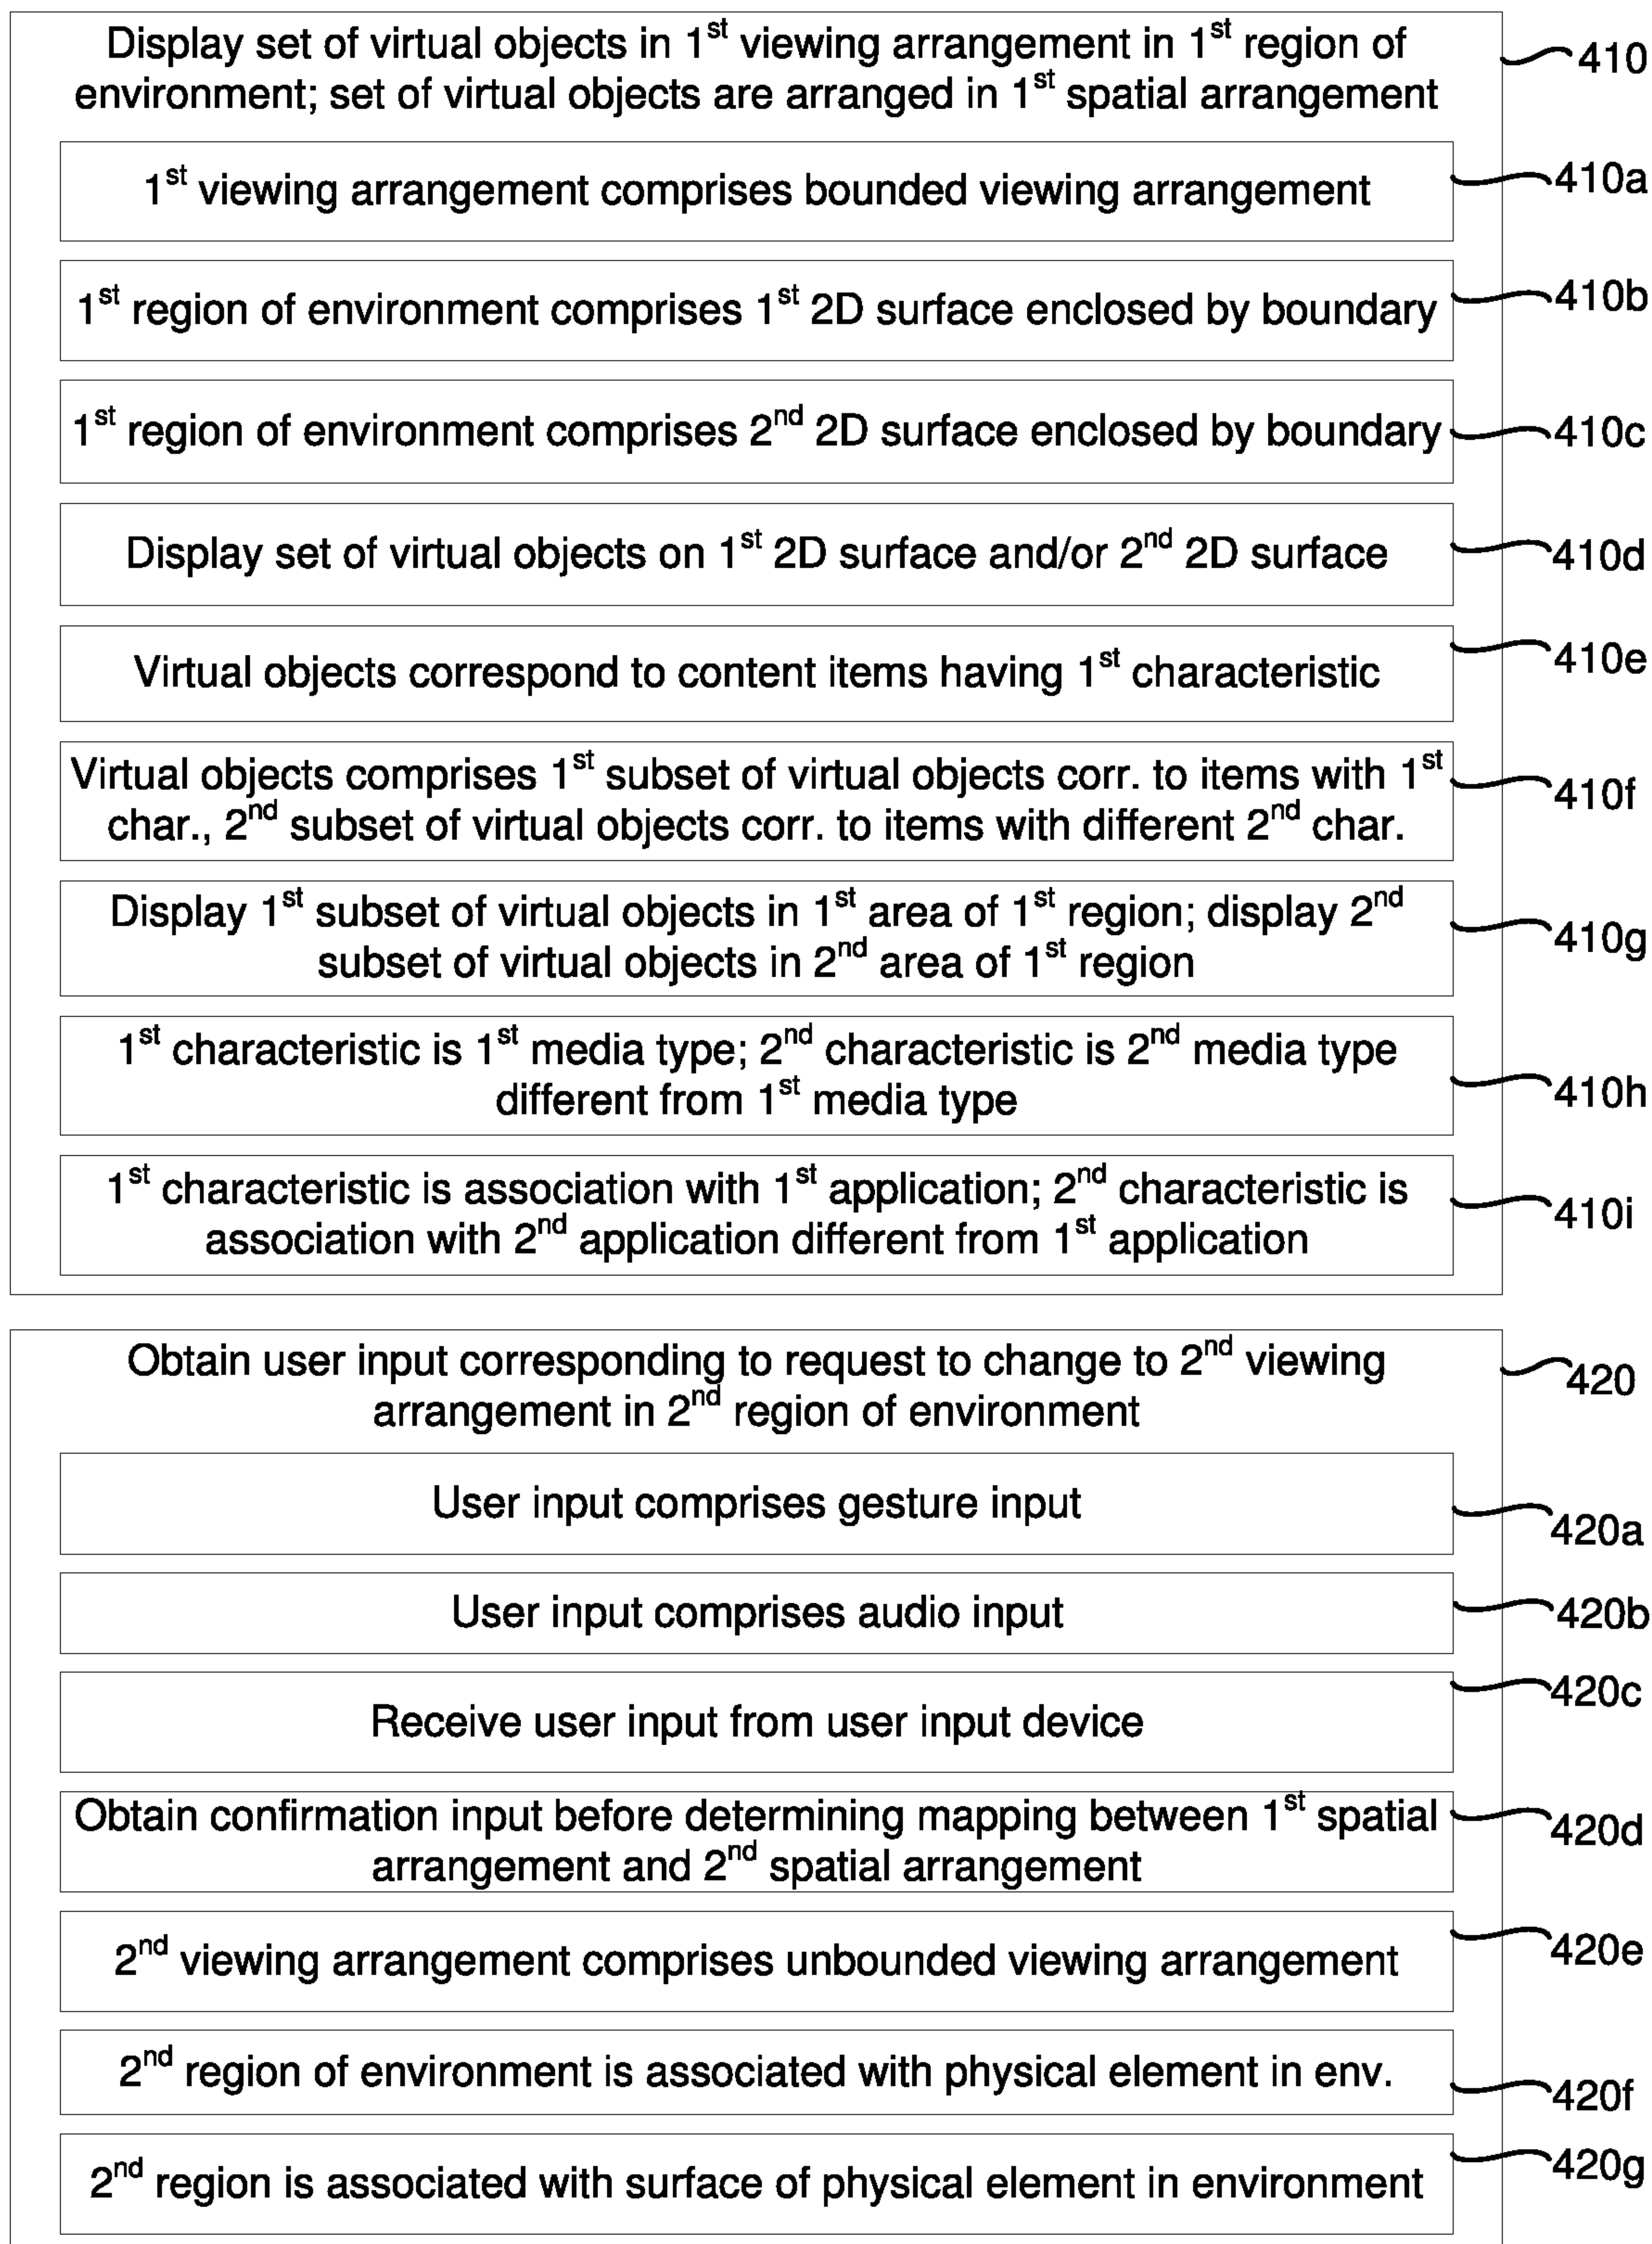 Display set of virtual objects in 1st viewing arrangement in 1st region of
environment; set of virtual objects are arranged in 1st spatial arrangement
410
1st viewing arrangement comprises bounded viewing arrangement
410a
1st region of environment comprises 1st 2D surface enclosed by boundary
410b
1st region of environment comprises 2nd 2D surface enclosed by boundary
410c
Display set of virtual objects on 1st 2D surface and/or 2nd 2D surface
410d
Virtual objects correspond to content items having 1st characteristic
410e
Virtual objects comprises 1st subset of virtual objects corr. to items with 1st
char., 2nd subset of virtual objects corr. to items with different 2nd char.
410f
Display 1st subset of virtual objects in 1st area of 1st region; display 2nd
subset of virtual objects in 2nd area of 1st region
410g
1st characteristic is 1st media type; 2nd characteristic is 2nd media type
different from 1st media type
410h
1st characteristic is association with 1st application; 2nd characteristic is
association with 2nd application different from 1st application
410i
Obtain user input corresponding to request to change to 2nd viewing
arrangement in 2nd region of environment
420
User input comprises gesture input
420a
User input comprises audio input
420b
Receive user input from user input device
420c
Obtain confirmation input before determining mapping between 1st spatial
arrangement and 2nd spatial arrangement
420d
2nd viewing arrangement comprises unbounded viewing arrangement
420e
2nd region of environment is associated with physical element in env.
420f
2nd region is associated with surface of physical element in environment
420g